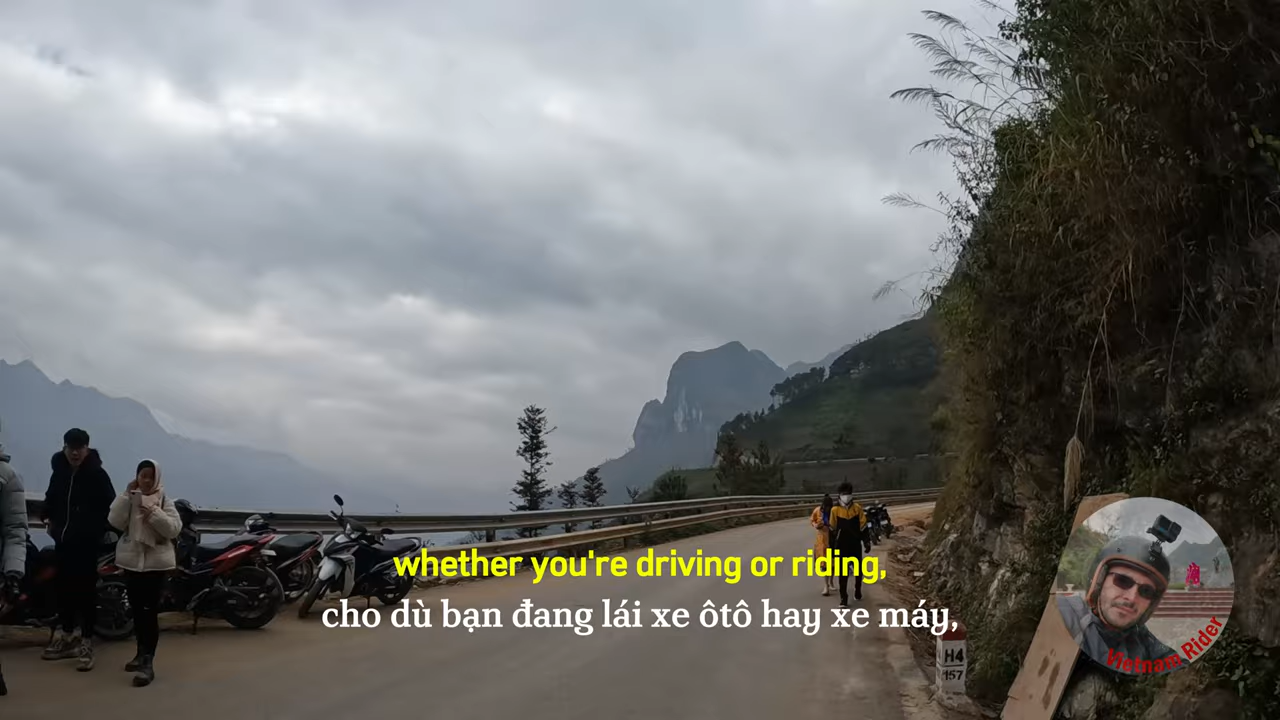 whether you're driving or riding,
cho dù bạn đang lái xe ôtô hay xe máy,
H4
157
Vietnam Rider